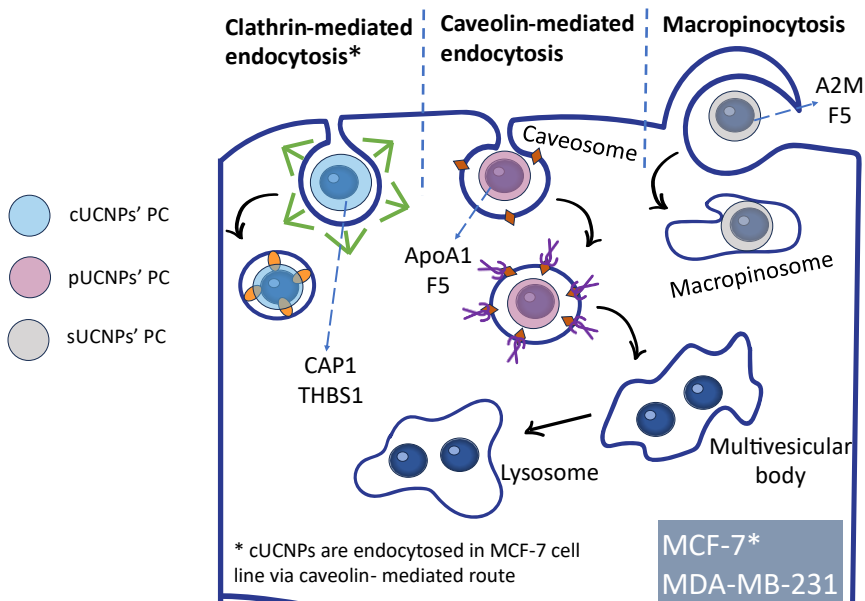 Clathrin-mediated
endocytosis*
Caveolin-mediated
endocytosis
Macropinocytosis
A2M
F5
Caveosome
cUCNPs' PC
pUCNPs' PC
sUCNPs' PC
ApoA1
F5
Macropinosome
CAP1
THBS1
Lysosome
Multivesicular
body
* cUCNPs are endocytosed in MCF-7 cell
line via caveolin- mediated route
MCF-7*
MDA-MB-231